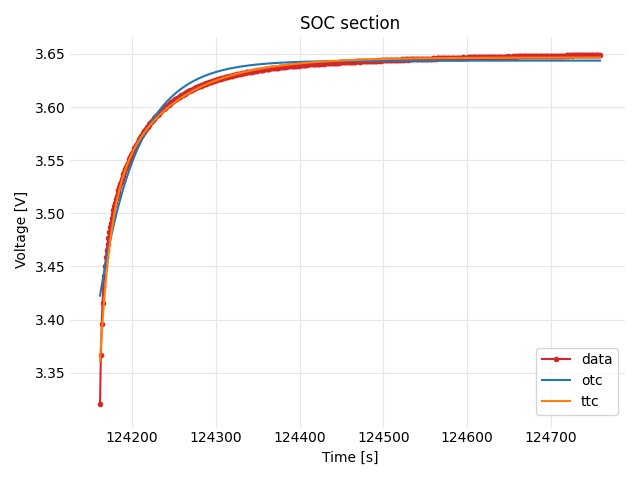 SOC section
Voltage [V]
3.65
3.60
3.55
3.50
3.45
3.40
3.35
data
otc
ttc
124200 124300 124400 124500 124600 124700
Time [s]